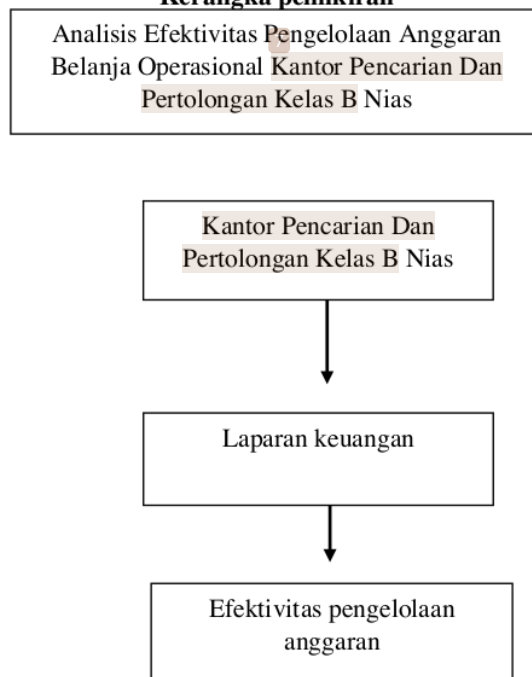 Kerangka pemikiran
Analisis Efektivitas Pengelolaan Anggaran
Belanja Operasional Kantor Pencarian Dan
Pertolongan Kelas B Nias
Kantor Pencarian Dan
Pertolongan Kelas B Nias
Laparan keuangan
Efektivitas pengelolaan
anggaran